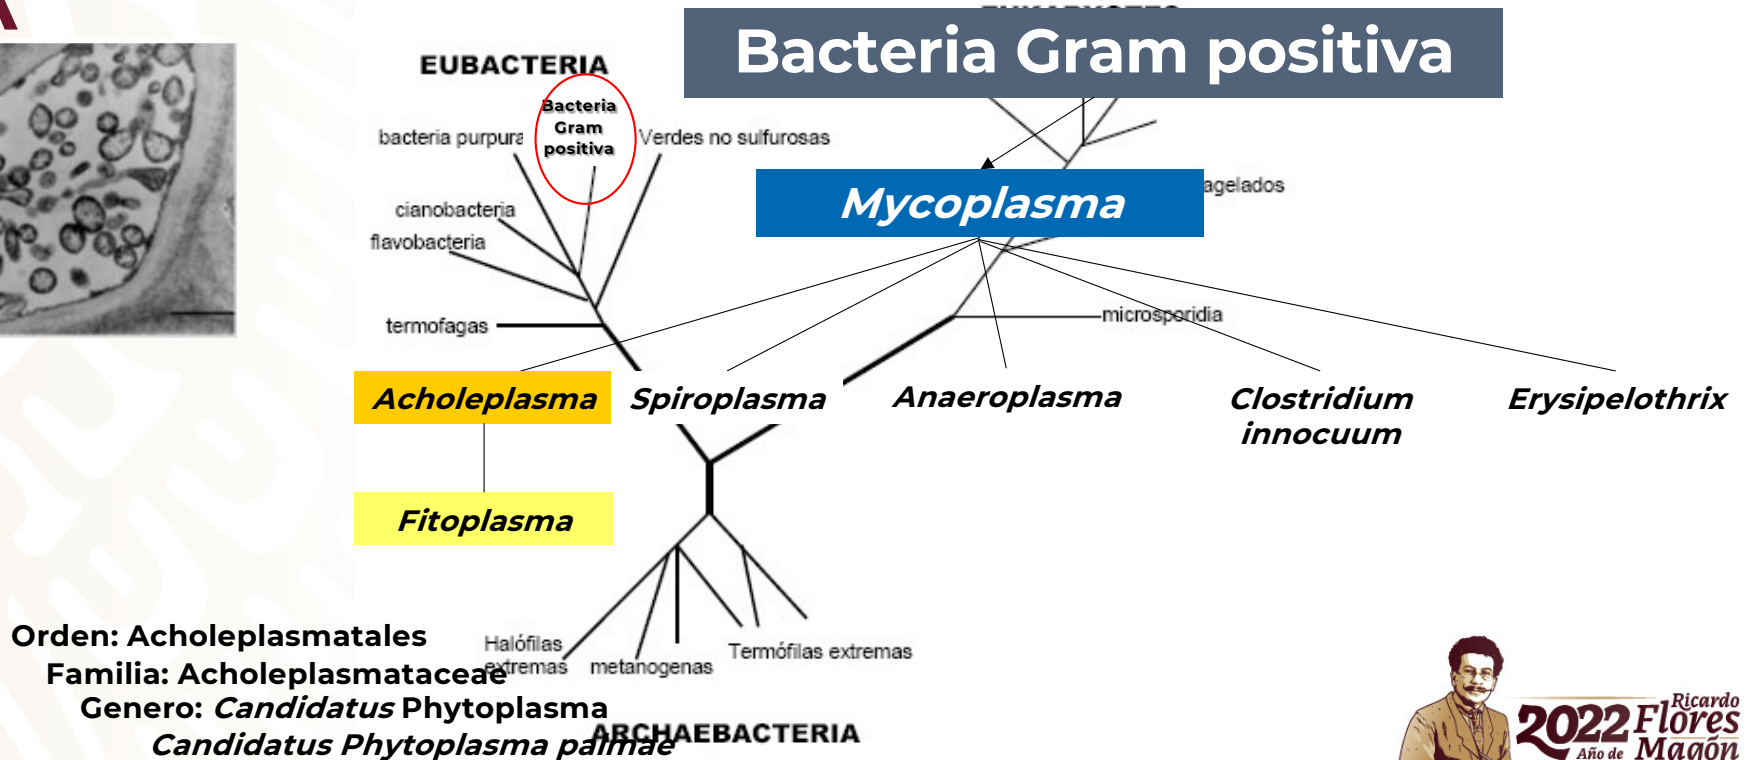 Bacteria Gram positiva
EUBACTERIA
Bacteria
Gram
positiva
bacteria purpura
Verdes no sulfurosas
Mycoplasma
agelados
cianobacteria
flavobacteria
termofagas
microsporidia
Acholeplasma
Spiroplasma
Anaeroplasma
Clostridium
innocuum
Erysipelothrix
Fitoplasma
Halófilas
extremas
metanogenas
Termófilas extremas
ARCHAEBACTERIA
Orden: Acholeplasmatales
Familia: Acholeplasmataceae
Genero: Candidatus Phytoplasma
Candidatus Phytoplasma palmae
2022
Ricardo
Flores
Año de Magón